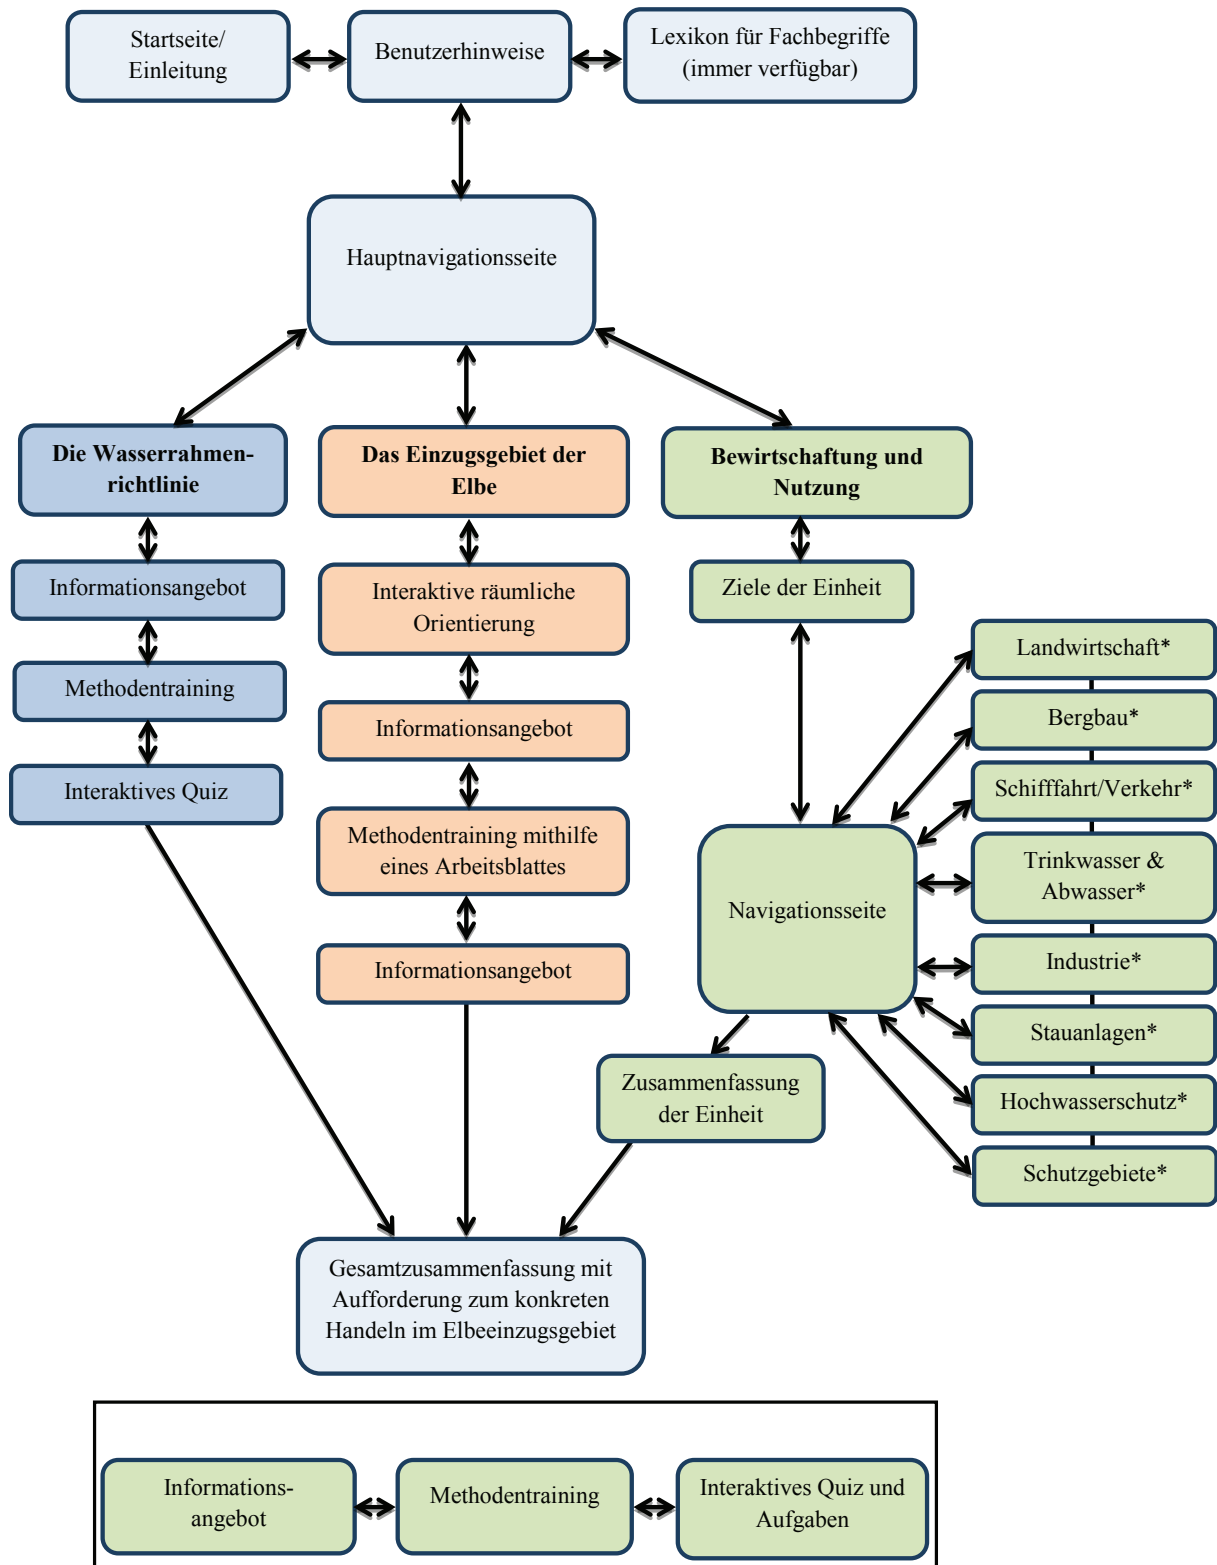 Startseite/
Einleitung
Benutzerhinweise
Lexikon für Fachbegriffe
(immer verfügbar)
Hauptnavigationsseite
Die Wasserrahmen-
richtlinie
Das Einzugsgebiet der
Elbe
Bewirtschaftung und
Nutzung
Informationsangebot
Methodentraining
Interaktives Quiz
Interaktive räumliche
Orientierung
Informationsangebot
Methodentraining mithilfe
eines Arbeitsblattes
Informationsangebot
Ziele der Einheit
Navigationsseite
Landwirtschaft*
Bergbau*
Schifffahrt/Verkehr*
Trinkwasser &
Abwasser*
Industrie*
Stauanlagen*
Hochwasserschutz*
Schutzgebiete*
Zusammenfassung
der Einheit
Gesamtzusammenfassung mit
Aufforderung zum konkreten
Handeln im Elbeeinzugsgebiet
Informations-
angebot
Methodentraining
Interaktives Quiz und
Aufgaben